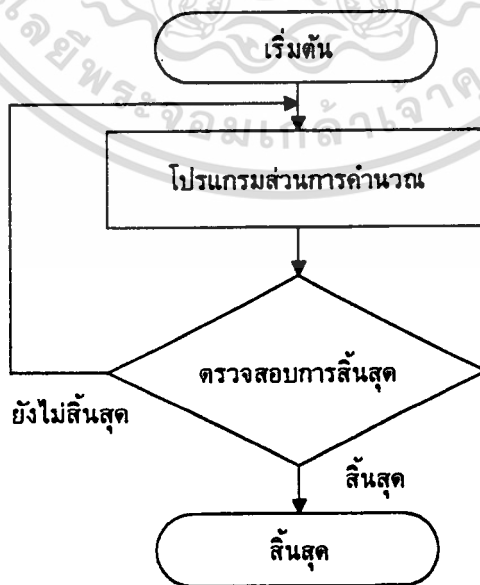 เริ่มต้น
โปรแกรมส่วนการคำนวณ
ตรวจสอบการสิ้นสุด
ยังไม่สิ้นสุด
สิ้นสุด
สิ้นสุด